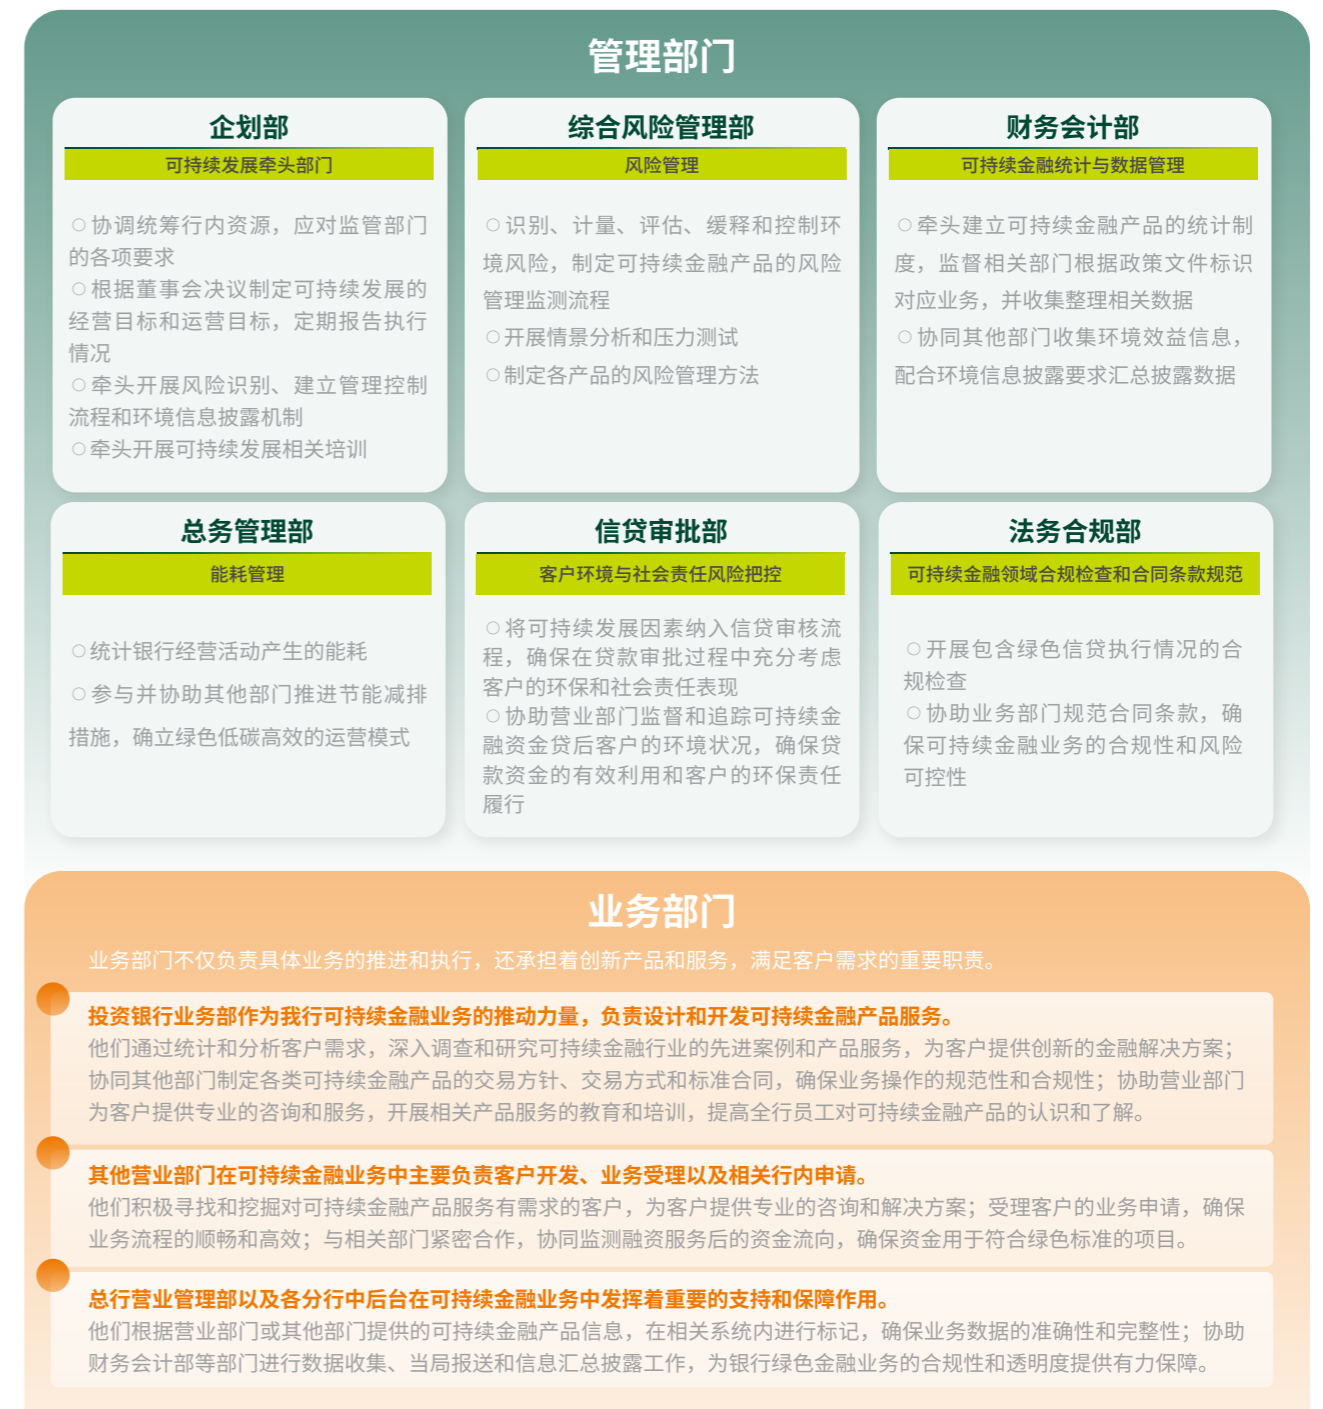 管理部门
企划部
可持续发展牵头部门
○协调统筹行内资源，应对监管部门
的各项要求
○根据董事会决议制定可持续发展的
经营目标和运营目标，定期报告执行
情况
○牵头开展风险识别、建立管理控制
流程和环境信息披露机制
○牵头开展可持续发展相关培训
综合风险管理部
风险管理
○识别、计量、评估、缓释和控制环
境风险，制定可持续金融产品的风险
管理监测流程
○开展情景分析和压力测试
○制定各产品的风险管理方法
财务会计部
可持续金融统计与数据管理
○牵头建立可持续金融产品的统计制
度，监督相关部门根据政策文件标识
对应业务，并收集整理相关数据
○协同其他部门收集环境效益信息，
配合环境信息披露要求汇总披露数据
总务管理部
能耗管理
○统计银行经营活动产生的能耗
○参与并协助其他部门推进节能减排
措施，确立绿色低碳高效的运营模式
信贷审批部
客户环境与社会责任风险把控
○将可持续发展因素纳入信贷审核流
程，确保在贷款审批过程中充分考虑
客户的环保和社会责任表现
○协助营业部门监督和追踪可持续金
融资金贷后客户的环境状况，确保贷
款资金的有效利用和客户的环保责任
履行
法务合规部
可持续金融领域合规检查和合同条款规范
○开展包含绿色信贷执行情况的合
规检查
○协助业务部门规范合同条款，确
保可持续金融业务的合规性和风险
可控性
业务部门
业务部门不仅负责具体业务的推进和执行，还承担着创新产品和服务，满足客户需求的重要职责。
投资银行业务部作为我行可持续金融业务的推动力量，负责设计和开发可持续金融产品服务。
他们通过统计和分析客户需求，深入调查和研究可持续金融行业的先进案例和产品服务，为客户提供创新的金融解决方案；
协同其他部门制定各类可持续金融产品的交易方针、交易方式和标准合同，确保业务操作的规范性和合规性；协助营业部门
为客户提供专业的咨询和服务，开展相关产品服务的教育和培训，提高全行员工对可持续金融产品的认识和了解。
其他营业部门在可持续金融业务中主要负责客户开发、业务受理以及相关行内申请。
他们积极寻找和挖掘对可持续金融产品服务有需求的客户，为客户提供专业的咨询和解决方案；受理客户的业务申请，确保
业务流程的顺畅和高效；与相关部门紧密合作，协同监测融资服务后的资金流向，确保资金用于符合绿色标准的项目。
总行营业管理部以及各分行中后台在可持续金融业务中发挥着重要的支持和保障作用。
他们根据营业部门或其他部门提供的可持续金融产品信息，在相关系统内进行标记，确保业务数据的准确性和完整性；协助
财务会计部等部门进行数据收集、当局报送和信息汇总披露工作，为银行绿色金融业务的合规性和透明度提供有力保障。